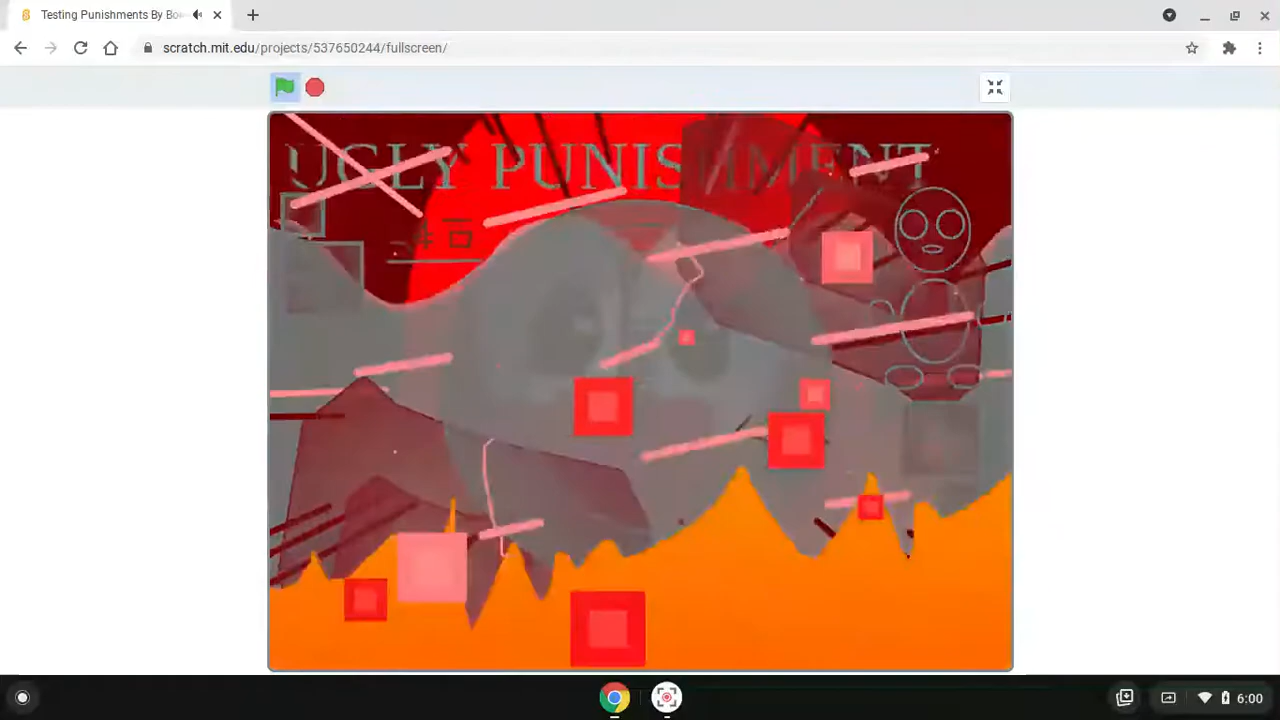 Testing Punishments By Bo
scratch.mit.edu/projects/537650244/fullscreen/
UGLY PUNISHMENT
6:00